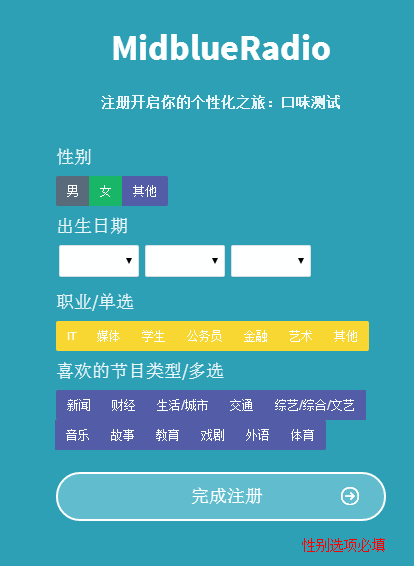 MidblueRadio
注册开启你的个性化之旅：口味测试
性别
男 女 其他
出生日期
职业/单选
IT 媒体 学生 公务员 金融 艺术 其他
喜欢的节目类型/多选
新闻 财经 生活/城市 交通 综艺/综合/文艺
音乐 故事 教育 戏剧 外语 体育
完成注册
性别选项必填